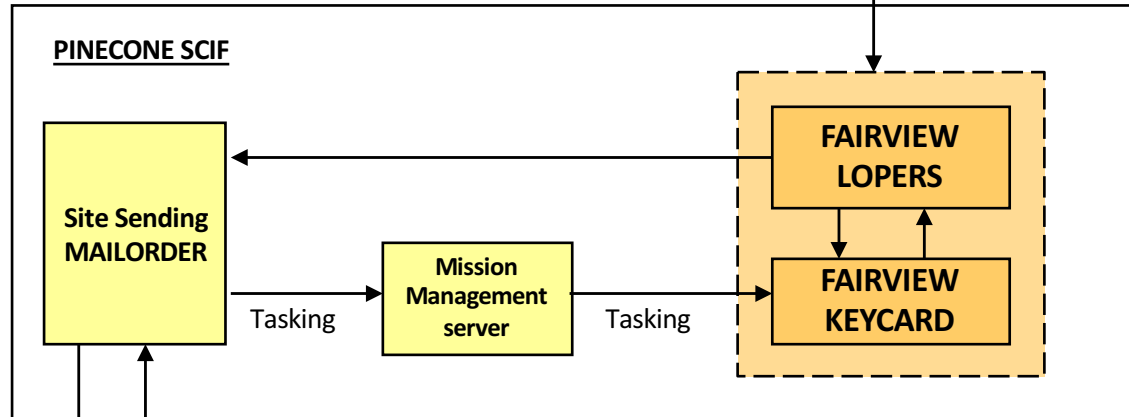 PINECONE SCIF
FAIRVIEW
LOPERS
Site Sending
MAILORDER
Mission
Management
server
FAIRVIEW
KEYCARD
Tasking
Tasking